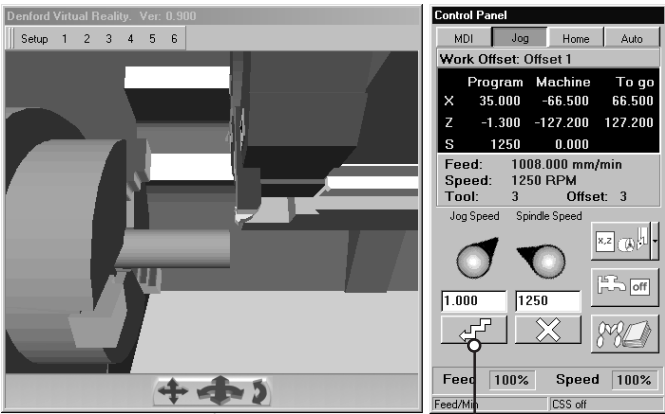 Denford Virtual Reality. Ver: 0.900
Setup 1 2 3 4 5 6
Control Panel
MDI Jog Home Auto
Work Offset: Offset 1
Program Machine To go
X 35.000 -66.500 66.500
Z -1.300 -127.200 127.200
S 1250 0.000
Feed: 1008.000 mm/min
Speed: 1250 RPM
Tool: 3 Offset: 3
Jog Speed Spindle Speed
x,z
off
1.000 1250
Feed 100% Speed 100%
Feed/Min CSS off